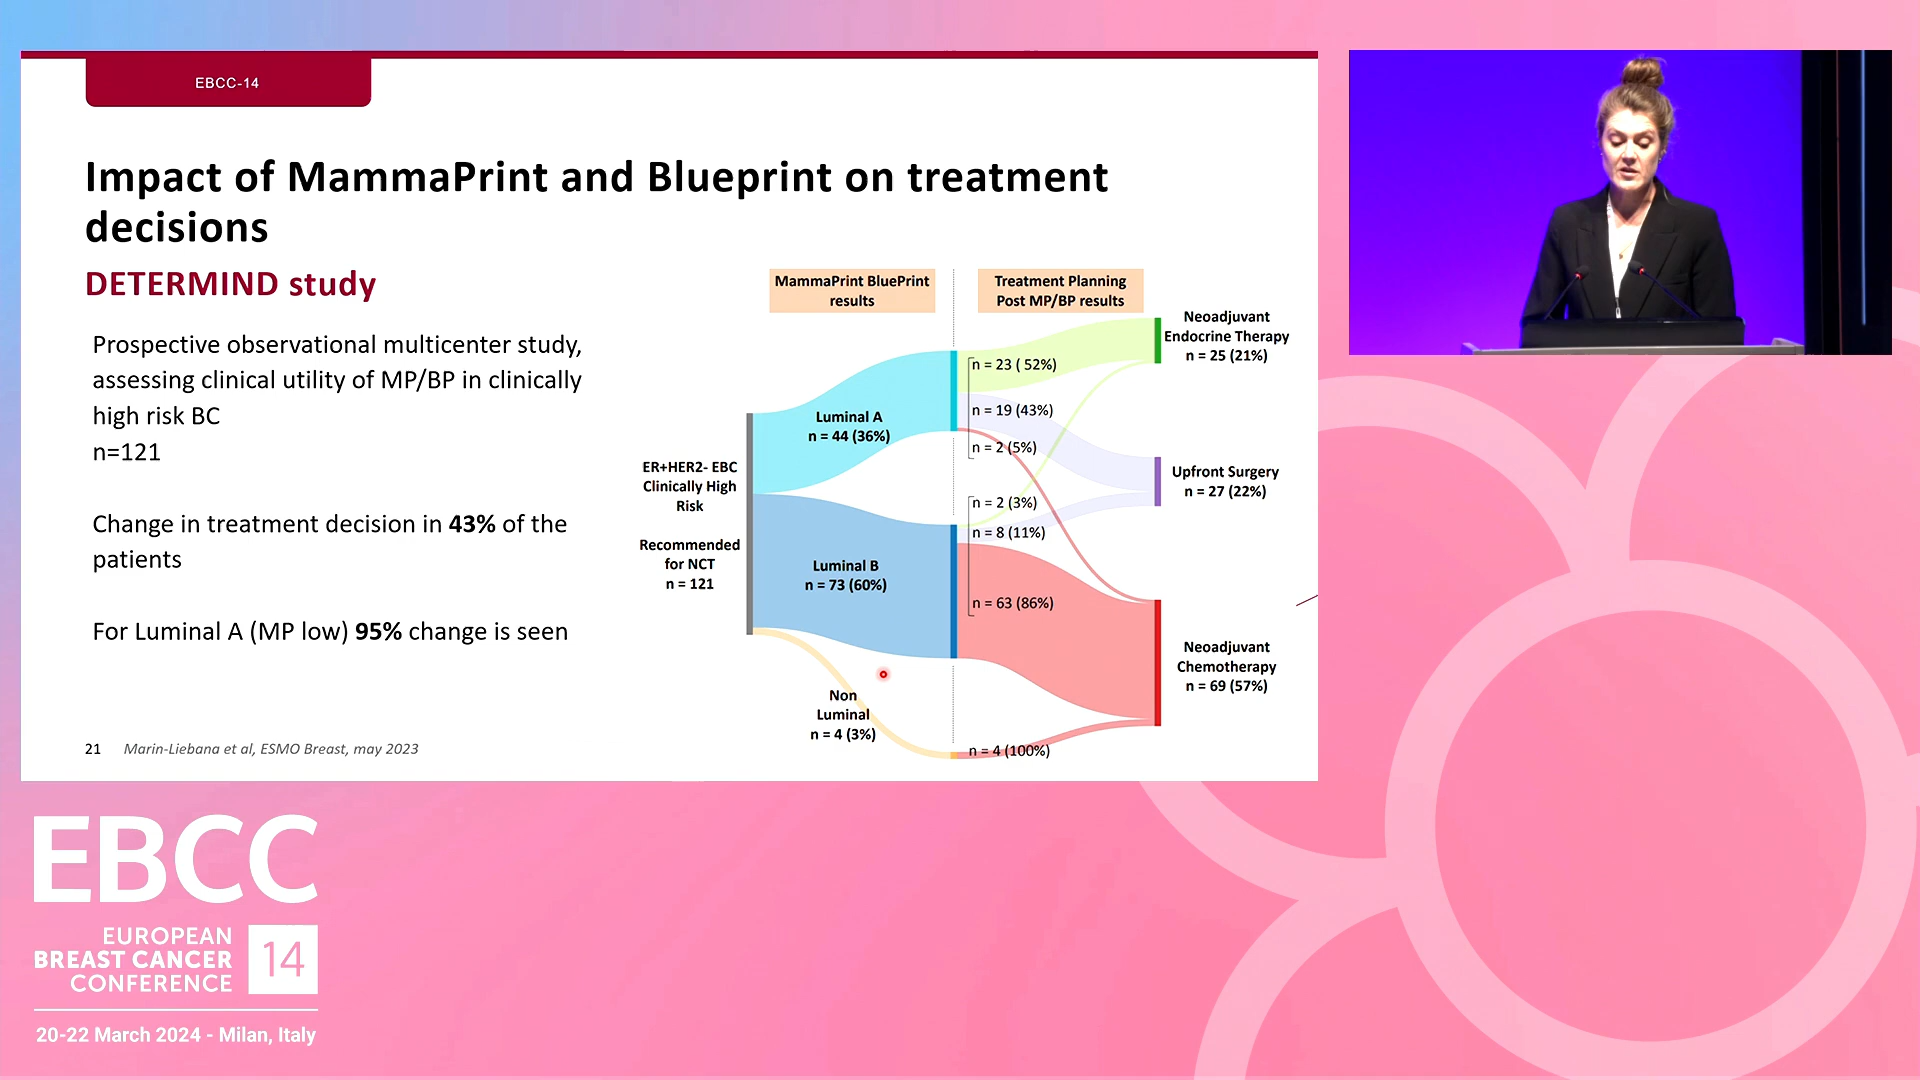 EBCC-14
Impact of MammaPrint and Blueprint on treatment
decisions
DETERMIND study
Prospective observational multicenter study,
assessing clinical utility of MP/BP in clinically
high risk BC
n=121
Change in treatment decision in 43% of the
patients
For Luminal A (MP low) 95% change is seen
MammaPrint BluePrint
results
Treatment Planning
Post MP/BP results
ER+HER2- EBC
Clinically High
Risk
Recommended
for NCT
n = 121
Luminal A
n = 44 (36%)
Luminal B
n = 73 (60%)
Non
Luminal
n = 4 (3%)
n = 23 ( 52%)
n = 19 (43%)
n = 2 (5%)
n = 2 (3%)
n = 8 (11%)
n = 63 (86%)
n = 4 (100%)
Neoadjuvant
Endocrine Therapy
n = 25 (21%)
Upfront Surgery
n = 27 (22%)
Neoadjuvant
Chemotherapy
n = 69 (57%)
21 Marin-Liebana et al, ESMO Breast, may 2023
EBCC
EUROPEAN
BREAST CANCER
CONFERENCE
14
20-22 March 2024 - Milan, Italy